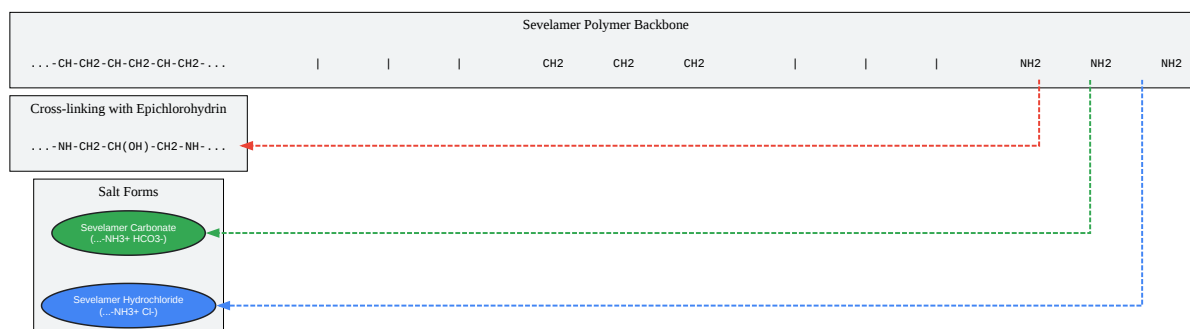 Sevelamer Polymer Backbone
...-CH-CH2-CH-CH2-CH-CH2-... | | | CH2 CH2 CH2 | | | NH2 NH2 NH2
Cross-linking with Epichlorohydrin
...-NH-CH2-CH(OH)-CH2-NH-...
Salt Forms
Sevelamer Carbonate
(...-NH3+ HCO3-)
Sevelamer Hydrochloride
(...-NH3+ Cl-)